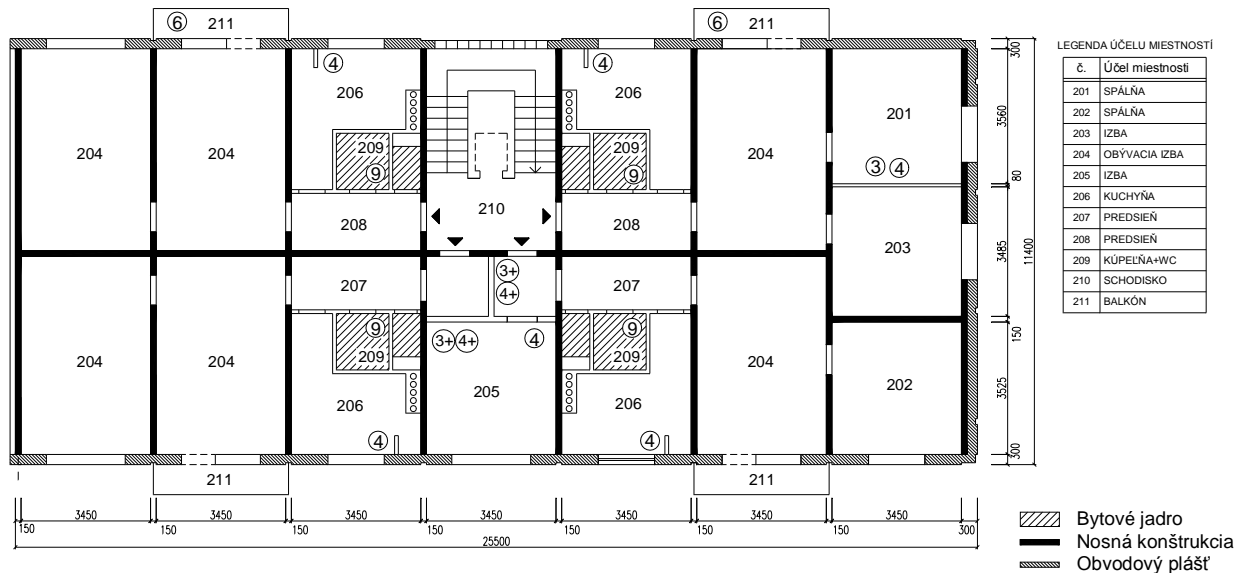 6 211
6 211
4
206
4
206
204
204
209
9
209
9
204
201
3 4
208
210
208
203
207
3+
4+
207
204
204
9
209
3+ 4+
4
9
209
204
206
205
206
202
4
4
211
211
3450 3450 3450 3450 3450 3450 3450
150 150 150 150 150 150 150 300
25500
300
3560
80
3485
150
3525
300
11400
LEGENDA ÚČELU MIESTNOSTÍ
č. Účel miestnosti
201 SPÁLŇA
202 SPÁLŇA
203 IZBA
204 OBÝVACIA IZBA
205 IZBA
206 KUCHYŇA
207 PREDSIEŇ
208 PREDSIEŇ
209 KÚPEĽŇA+WC
210 SCHODISKO
211 BALKÓN
Bytové jadro
Nosná konštrukcia
Obvodový plášť